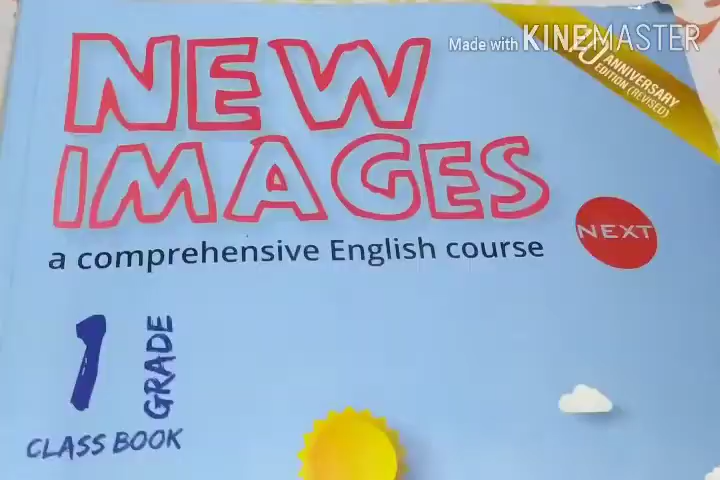 Made with KINEMASTER
ANNIVERSARY
EDITION (REVISED)
NEW
IMAGES
NEXT
a comprehensive English course
1 GRADE
CLASS BOOK